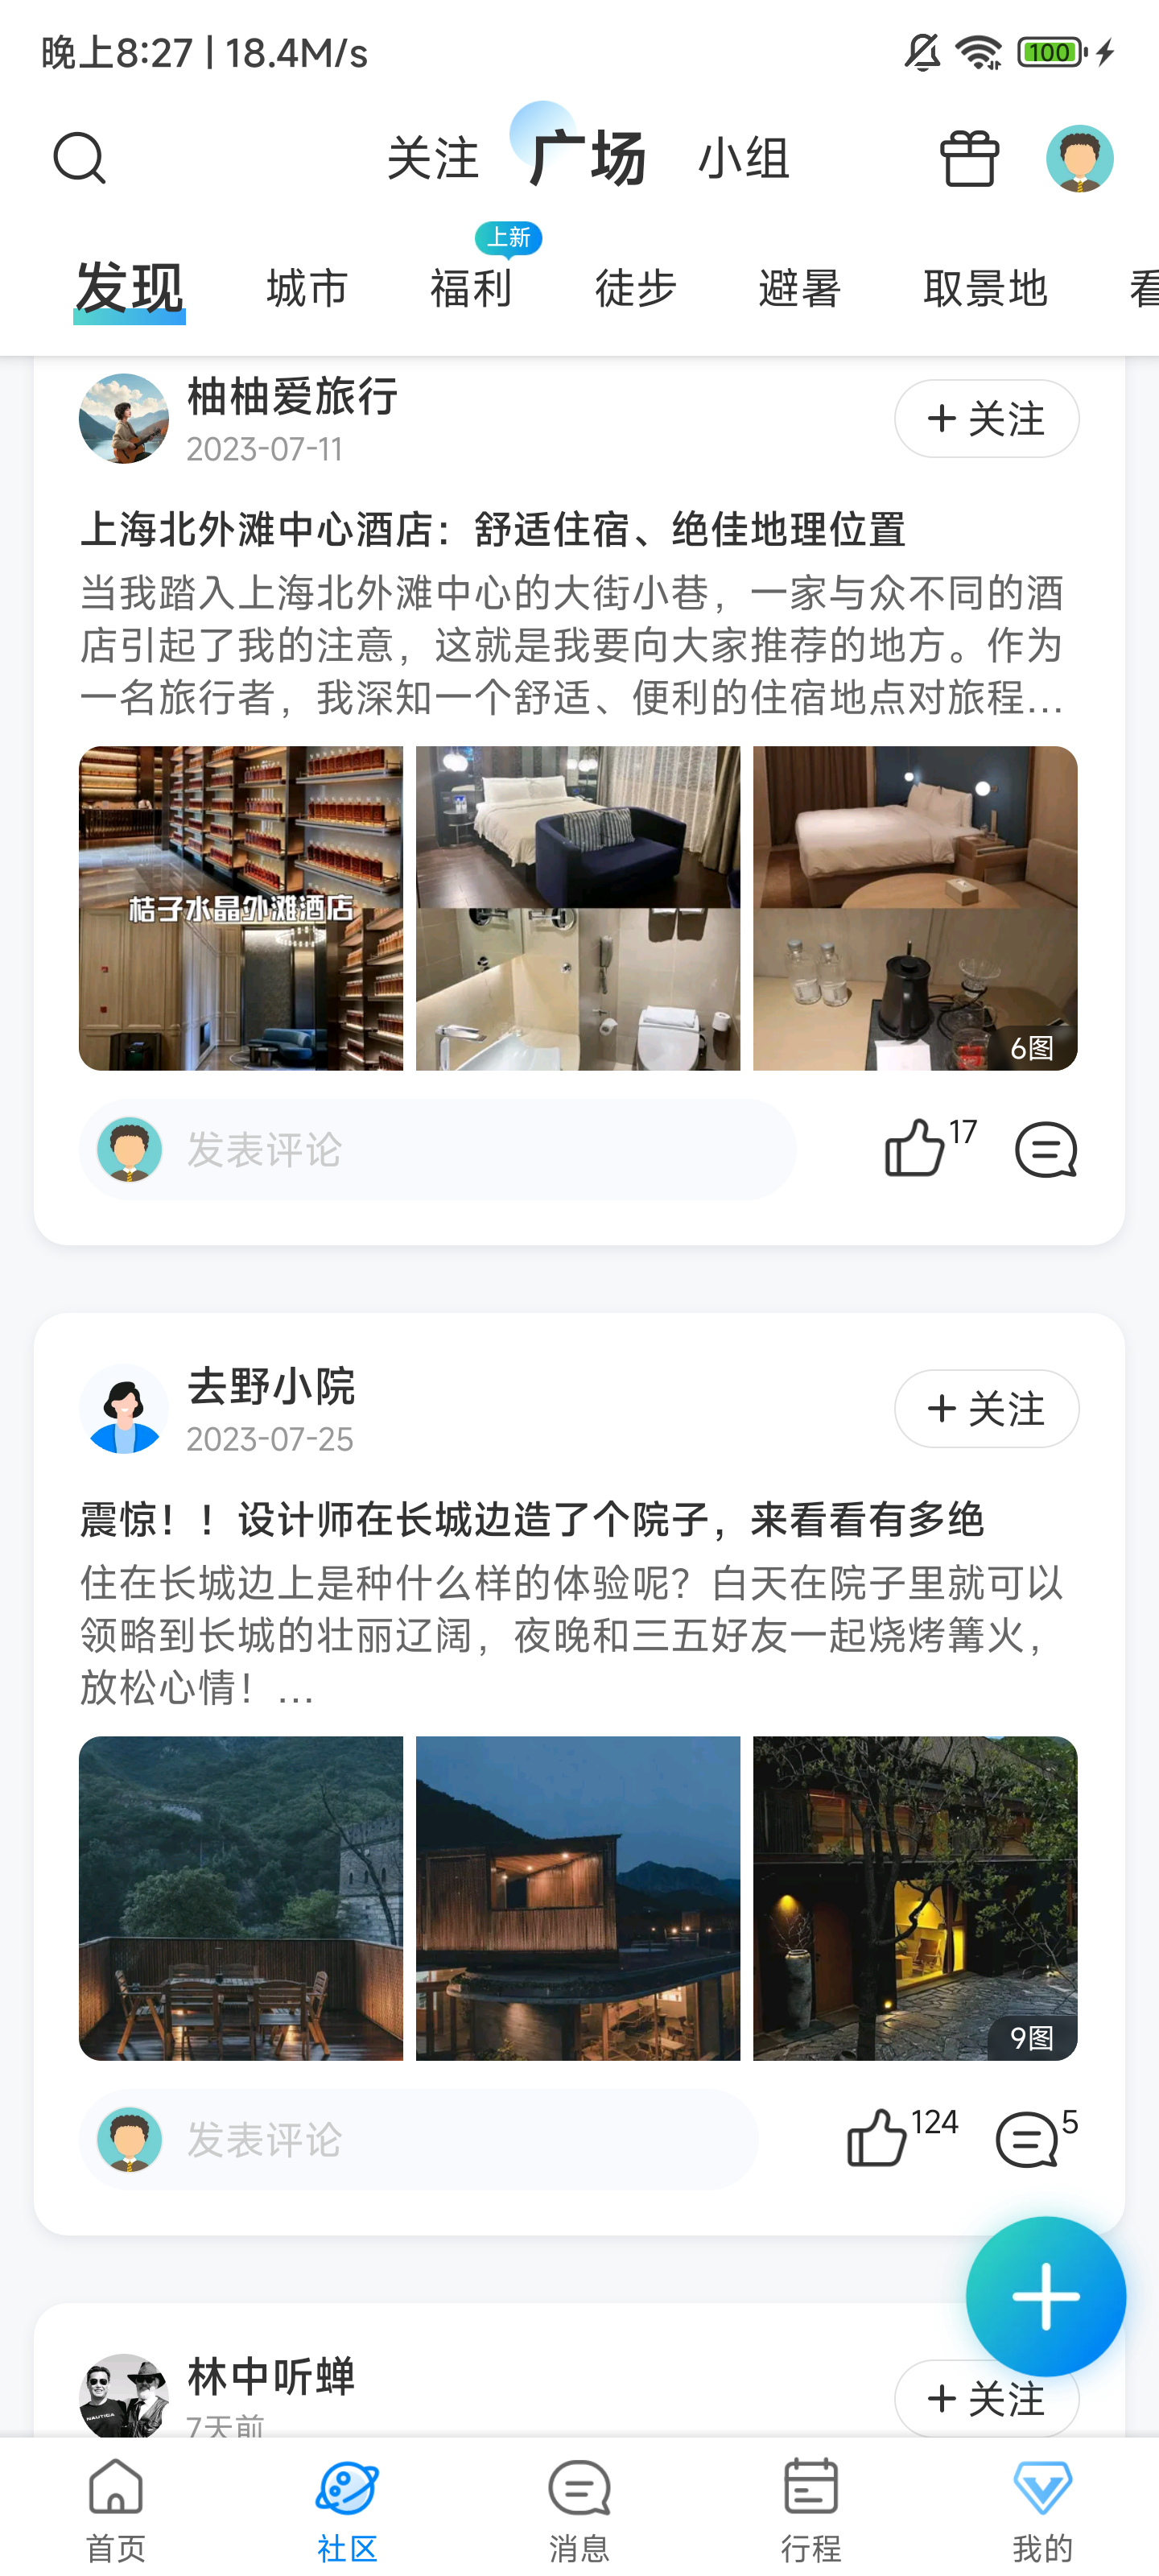 晚上8:27 | 18.4M/s
100
关注
广场
小组
上新
发现
城市
福利
徒步
避暑
取景地
看
柚柚爱旅行
2023-07-11
+ 关注
上海北外滩中心酒店：舒适住宿、绝佳地理位置
当我踏入上海北外滩中心的大街小巷，一家与众不同的酒
店引起了我的注意，这就是我要向大家推荐的地方。作为
一名旅行者，我深知一个舒适、便利的住宿地点对旅程...
桔子水晶外滩酒店
6图
发表评论
17
去野小院
2023-07-25
+ 关注
震惊！！设计师在长城边造了个院子，来看看有多绝
住在长城边上是种什么样的体验呢？白天在院子里就可以
领略到长城的壮丽辽阔，夜晚和三五好友一起烧烤篝火，
放松心情！...
9图
发表评论
124
5
林中听蝉
7天前
+ 关注
NAUTICA
首页
社区
消息
行程
我的